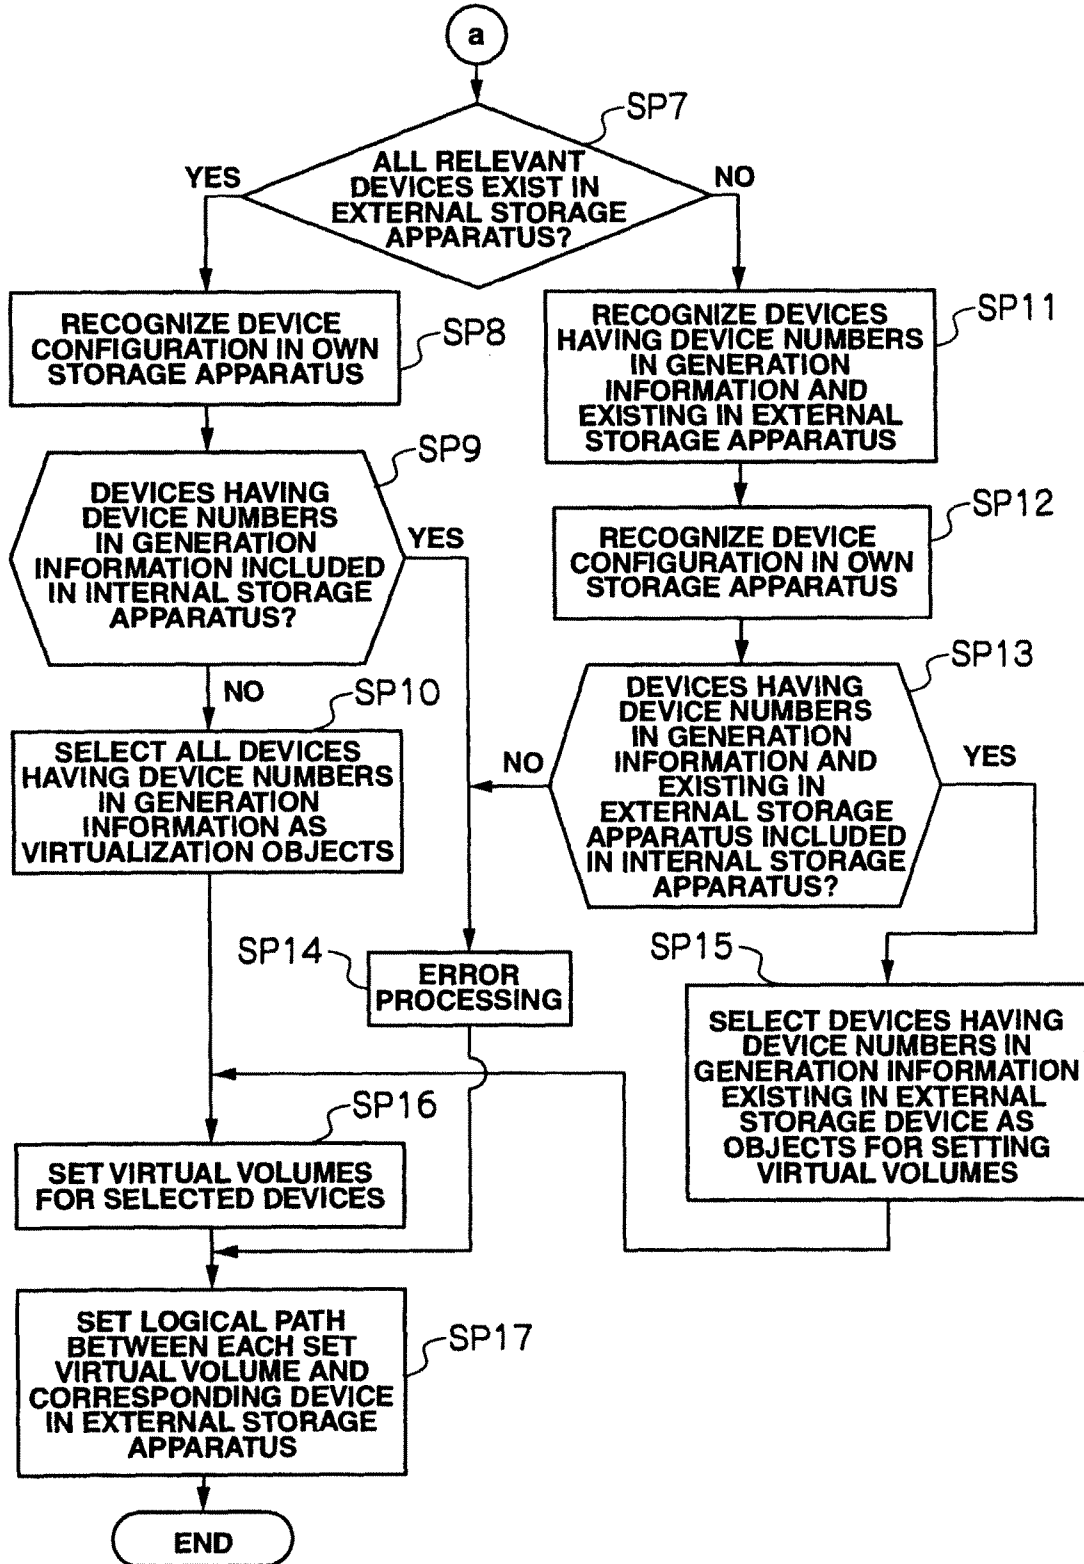 a
SP7
ALL RELEVANT
DEVICES EXIST IN
EXTERNAL STORAGE
APPARATUS?
YES
NO
RECOGNIZE DEVICE
CONFIGURATION IN OWN
STORAGE APPARATUS
SP8
RECOGNIZE DEVICES
HAVING DEVICE NUMBERS
IN GENERATION
INFORMATION AND
EXISTING IN EXTERNAL
STORAGE APPARATUS
SP11
SP9
DEVICES HAVING
DEVICE NUMBERS
IN GENERATION
INFORMATION INCLUDED
IN INTERNAL STORAGE
APPARATUS?
YES
NO
SP12
RECOGNIZE DEVICE
CONFIGURATION IN OWN
STORAGE APPARATUS
SP10
SELECT ALL DEVICES
HAVING DEVICE NUMBERS
IN GENERATION
INFORMATION AS
VIRTUALIZATION OBJECTS
SP13
DEVICES HAVING
DEVICE NUMBERS
IN GENERATION
INFORMATION AND
EXISTING IN
EXTERNAL STORAGE
APPARATUS INCLUDED
IN INTERNAL STORAGE
APPARATUS?
NO
YES
SP14
ERROR
PROCESSING
SP15
SELECT DEVICES HAVING
DEVICE NUMBERS IN
GENERATION INFORMATION
EXISTING IN EXTERNAL
STORAGE DEVICE AS
OBJECTS FOR SETTING
VIRTUAL VOLUMES
SP16
SET VIRTUAL VOLUMES
FOR SELECTED DEVICES
SET LOGICAL PATH
BETWEEN EACH SET
VIRTUAL VOLUME AND
CORRESPONDING DEVICE
IN EXTERNAL STORAGE
APPARATUS
SP17
END